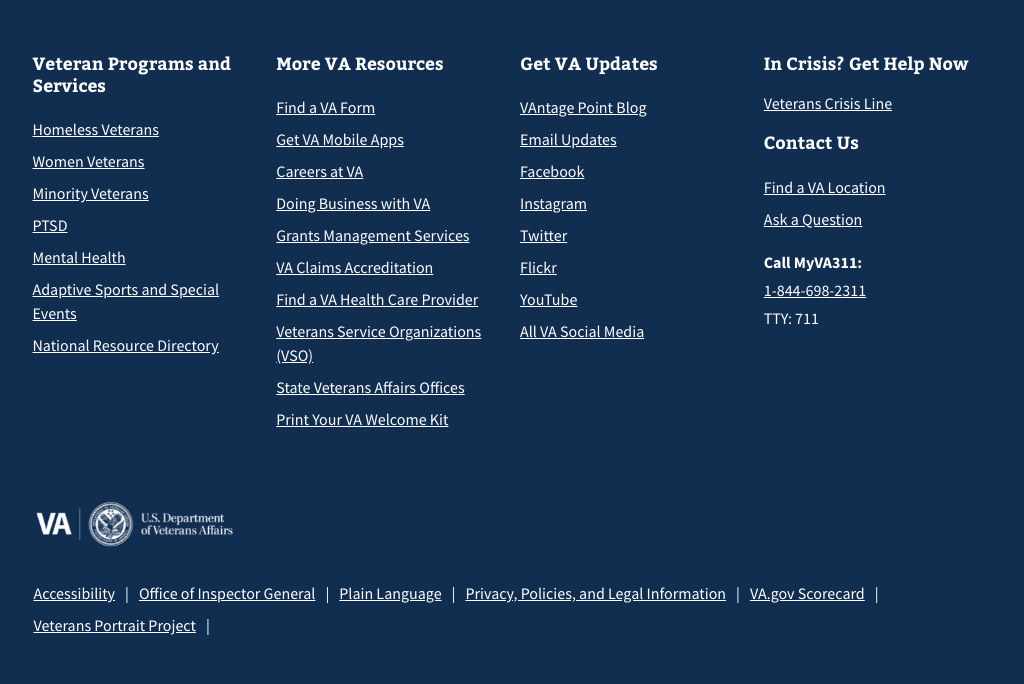 Veteran Programs and
Services
Homeless Veterans
Women Veterans
Minority Veterans
PTSD
Mental Health
Adaptive Sports and Special
Events
National Resource Directory
More VA Resources
Find a VA Form
Get VA Mobile Apps
Careers at VA
Doing Business with VA
Grants Management Services
VA Claims Accreditation
Find a VA Health Care Provider
Veterans Service Organizations
(VSO)
State Veterans Affairs Offices
Print Your VA Welcome Kit
Get VA Updates
VAntage Point Blog
Email Updates
Facebook
Instagram
Twitter
Flickr
YouTube
All VA Social Media
In Crisis? Get Help Now
Veterans Crisis Line
Contact Us
Find a VA Location
Ask a Question
Call MyVA311:
1-844-698-2311
TTY: 711
VA | U.S. Department
of Veterans Affairs
Accessibility | Office of Inspector General | Plain Language | Privacy, Policies, and Legal Information | VA.gov Scorecard |
Veterans Portrait Project |